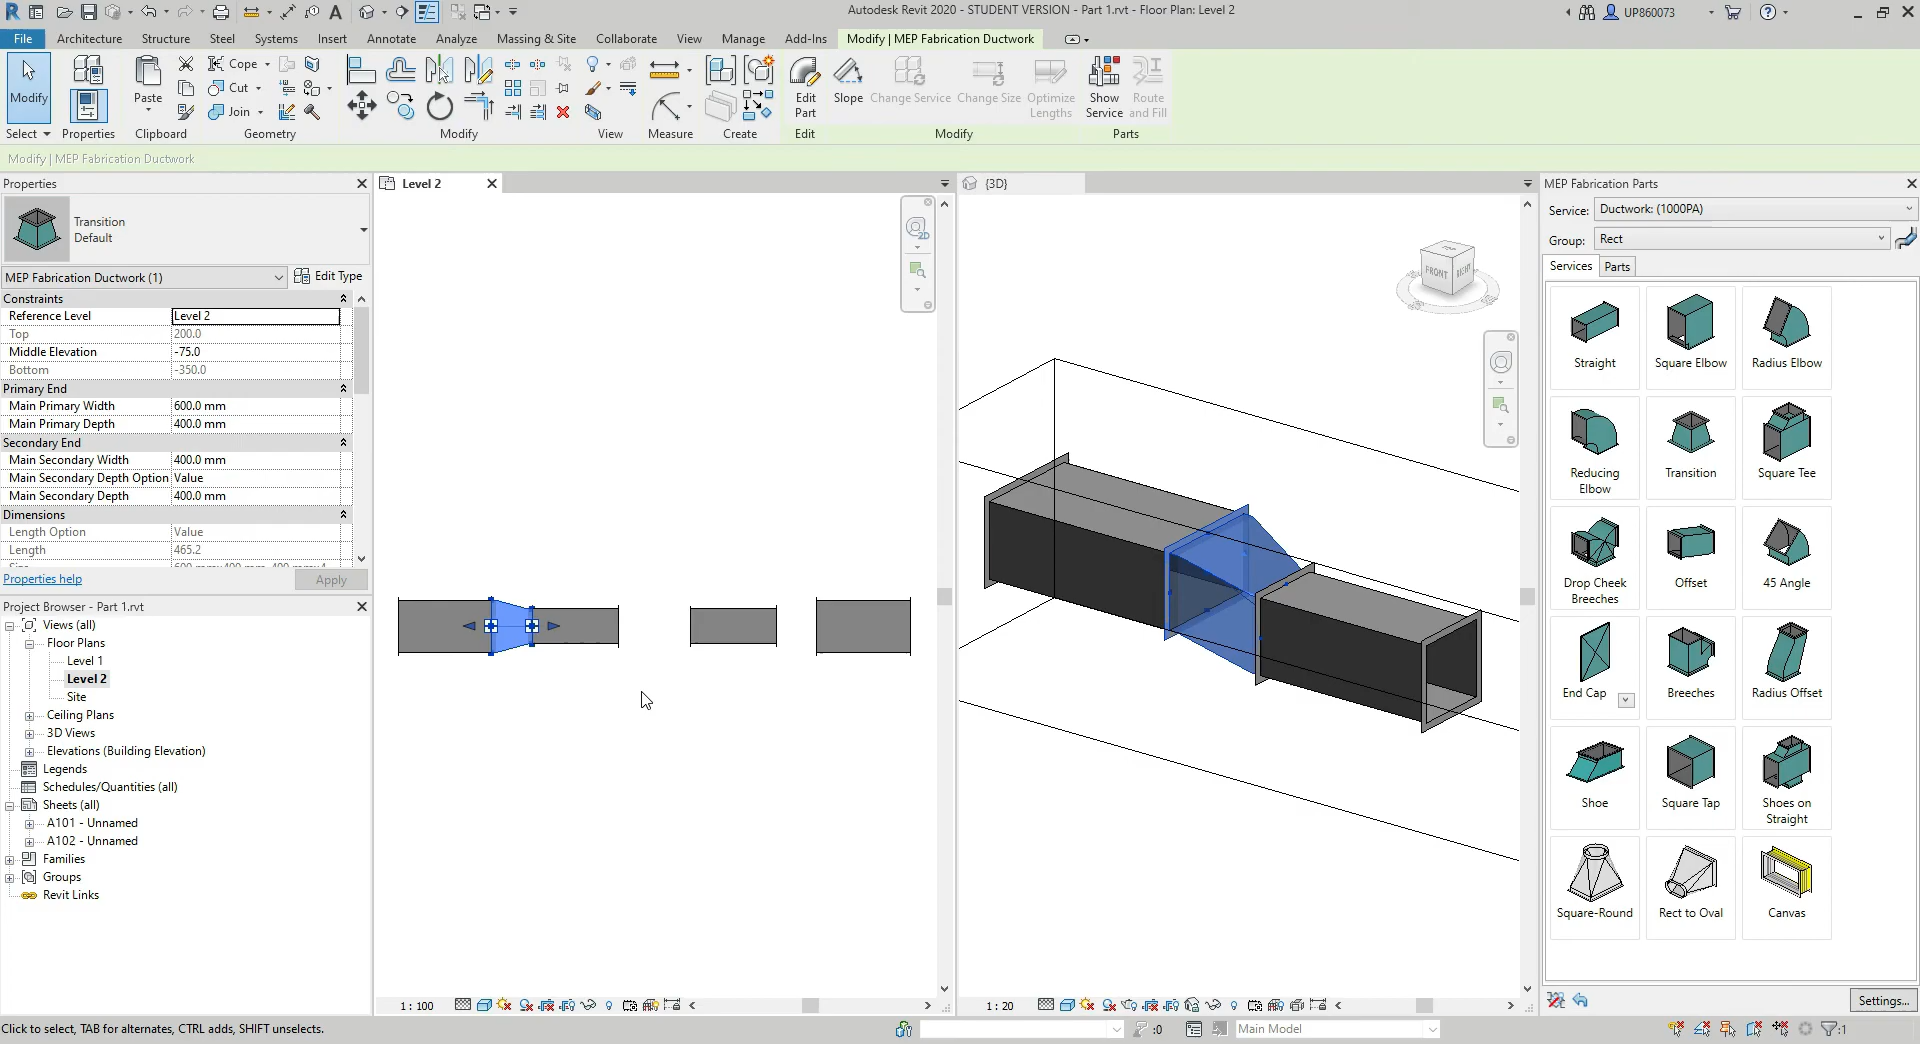 Autodesk Revit 2020 - STUDENT VERSION - Part 1.rvt - Floor Plan: Level 2
UP860073
File Architecture Structure Steel Systems Insert Annotate Analyze Massing & Site Collaborate View Manage Add-Ins Modify | MEP Fabrication Ductwork
Modify
Paste
Cope
Cut
Join
Edit Part
Slope
Change Service
Change Size
Optimize Lengths
Show Service
Route and Fill
Select Properties Clipboard Geometry Modify View Measure Create Edit Modify Parts
Modify | MEP Fabrication Ductwork
Properties
Transition
Default
MEP Fabrication Ductwork (1) Edit Type
Constraints
Reference Level Level 2
Top 200.0
Middle Elevation -75.0
Bottom -350.0
Primary End
Main Primary Width 600.0 mm
Main Primary Depth 400.0 mm
Secondary End
Main Secondary Width 400.0 mm
Main Secondary Depth Option Value
Main Secondary Depth 400.0 mm
Dimensions
Length Option Value
Length 465.2
Properties help Apply
Project Browser - Part 1.rvt
Views (all)
Floor Plans
Level 1
Level 2
Site
Ceiling Plans
3D Views
Elevations (Building Elevation)
Legends
Schedules/Quantities (all)
Sheets (all)
A101 - Unnamed
A102 - Unnamed
Families
Groups
Revit Links
Level 2
2D
1 : 100
{3D}
TOP
FRONT
RIGHT
1 : 20
MEP Fabrication Parts
Service: Ductwork: (1000PA)
Group: Rect
Services Parts
Straight
Square Elbow
Radius Elbow
Reducing Elbow
Transition
Square Tee
Drop Cheek Breeches
Offset
45 Angle
End Cap
Breeches
Radius Offset
Shoe
Square Tap
Shoes on Straight
Square-Round
Rect to Oval
Canvas
Settings...
Click to select, TAB for alternates, CTRL adds, SHIFT unselects.
:0
Main Model
:1